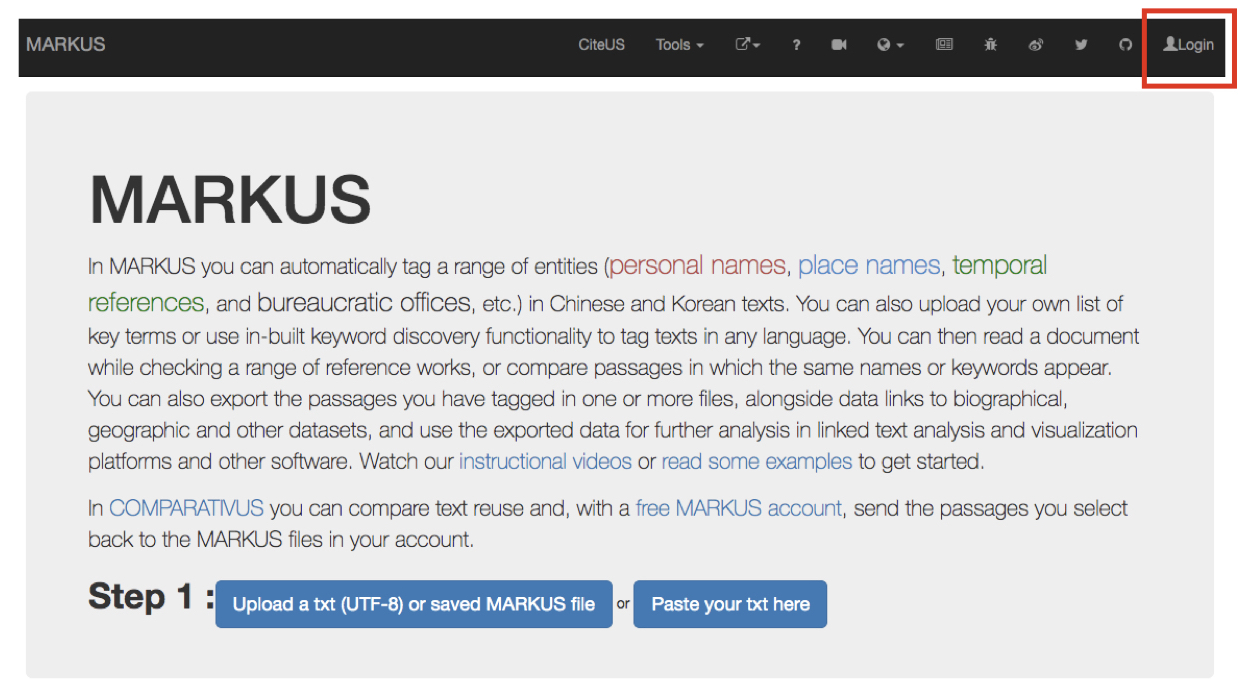 MARKUS CiteUS Tools ? Login
MARKUS
In MARKUS you can automatically tag a range of entities (personal names, place names, temporal
references, and bureaucratic offices, etc.) in Chinese and Korean texts. You can also upload your own list of
key terms or use in-built keyword discovery functionality to tag texts in any language. You can then read a document
while checking a range of reference works, or compare passages in which the same names or keywords appear.
You can also export the passages you have tagged in one or more files, alongside data links to biographical,
geographic and other datasets, and use the exported data for further analysis in linked text analysis and visualization
platforms and other software. Watch our instructional videos or read some examples to get started.
In COMPARATIVUS you can compare text reuse and, with a free MARKUS account, send the passages you select
back to the MARKUS files in your account.
Step 1 : Upload a txt (UTF-8) or saved MARKUS file or Paste your txt here